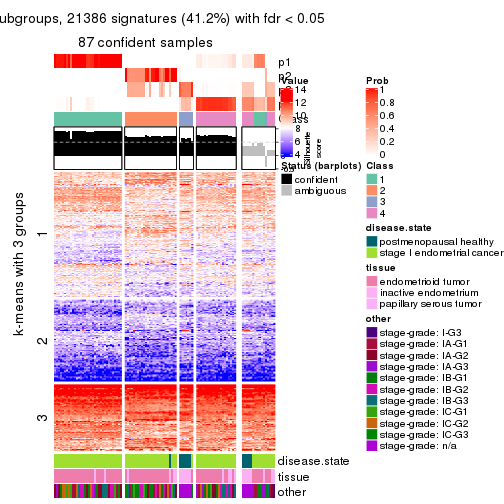 ubgroups, 21386 signatures (41.2%) with fdr < 0.05
87 confident samples
p1
p2
Value
14
12
10
8
6
4
Silhouette
score
Prob
1
0.8
0.6
0.4
0.2
0
Status (barplots)
confident
ambiguous
Class
1
2
3
4
disease.state
postmenopausal healthy
stage I endometrial cancer
tissue
endometrioid tumor
inactive endometrium
papillary serous tumor
other
stage-grade: I-G3
stage-grade: IA-G1
stage-grade: IA-G2
stage-grade: IA-G3
stage-grade: IB-G1
stage-grade: IB-G2
stage-grade: IB-G3
stage-grade: IC-G1
stage-grade: IC-G2
stage-grade: IC-G3
stage-grade: n/a
k-means with 3 groups
1
2
3
disease.state
tissue
other